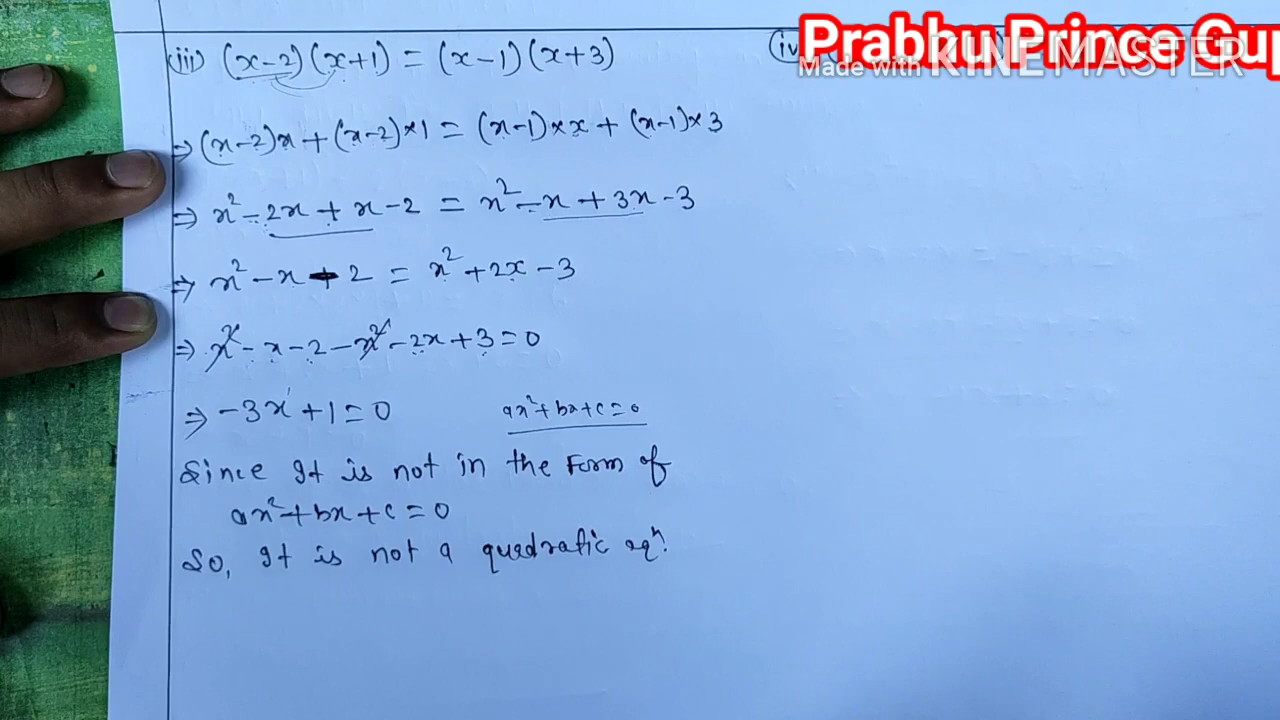 (iii) (x-2)(x+1) = (x-1)(x+3)
(iv)
Prabhu Prince Gup
Made with KINEMASTER
⇒ (x-2)x + (x-2)×1 = (x-1)×x + (x-1)×3
⇒ x² - 2x + x - 2 = x² - x + 3x - 3
⇒ x² - x - 2 = x² + 2x - 3
⇒ x² - x - 2 - x² - 2x + 3 = 0
⇒ -3x + 1 = 0
ax² + bx + c = 0
Since It is not in the Form of
ax² + bx + c = 0
So, It is not a quadratic eqⁿ.